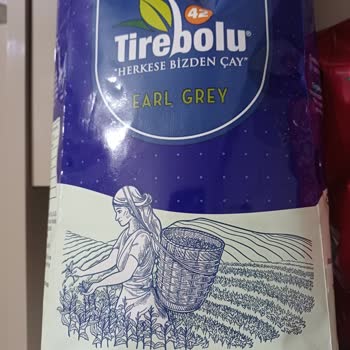 42
Tirebolu®
"HERKESE BİZDEN ÇAY"
EARL GREY